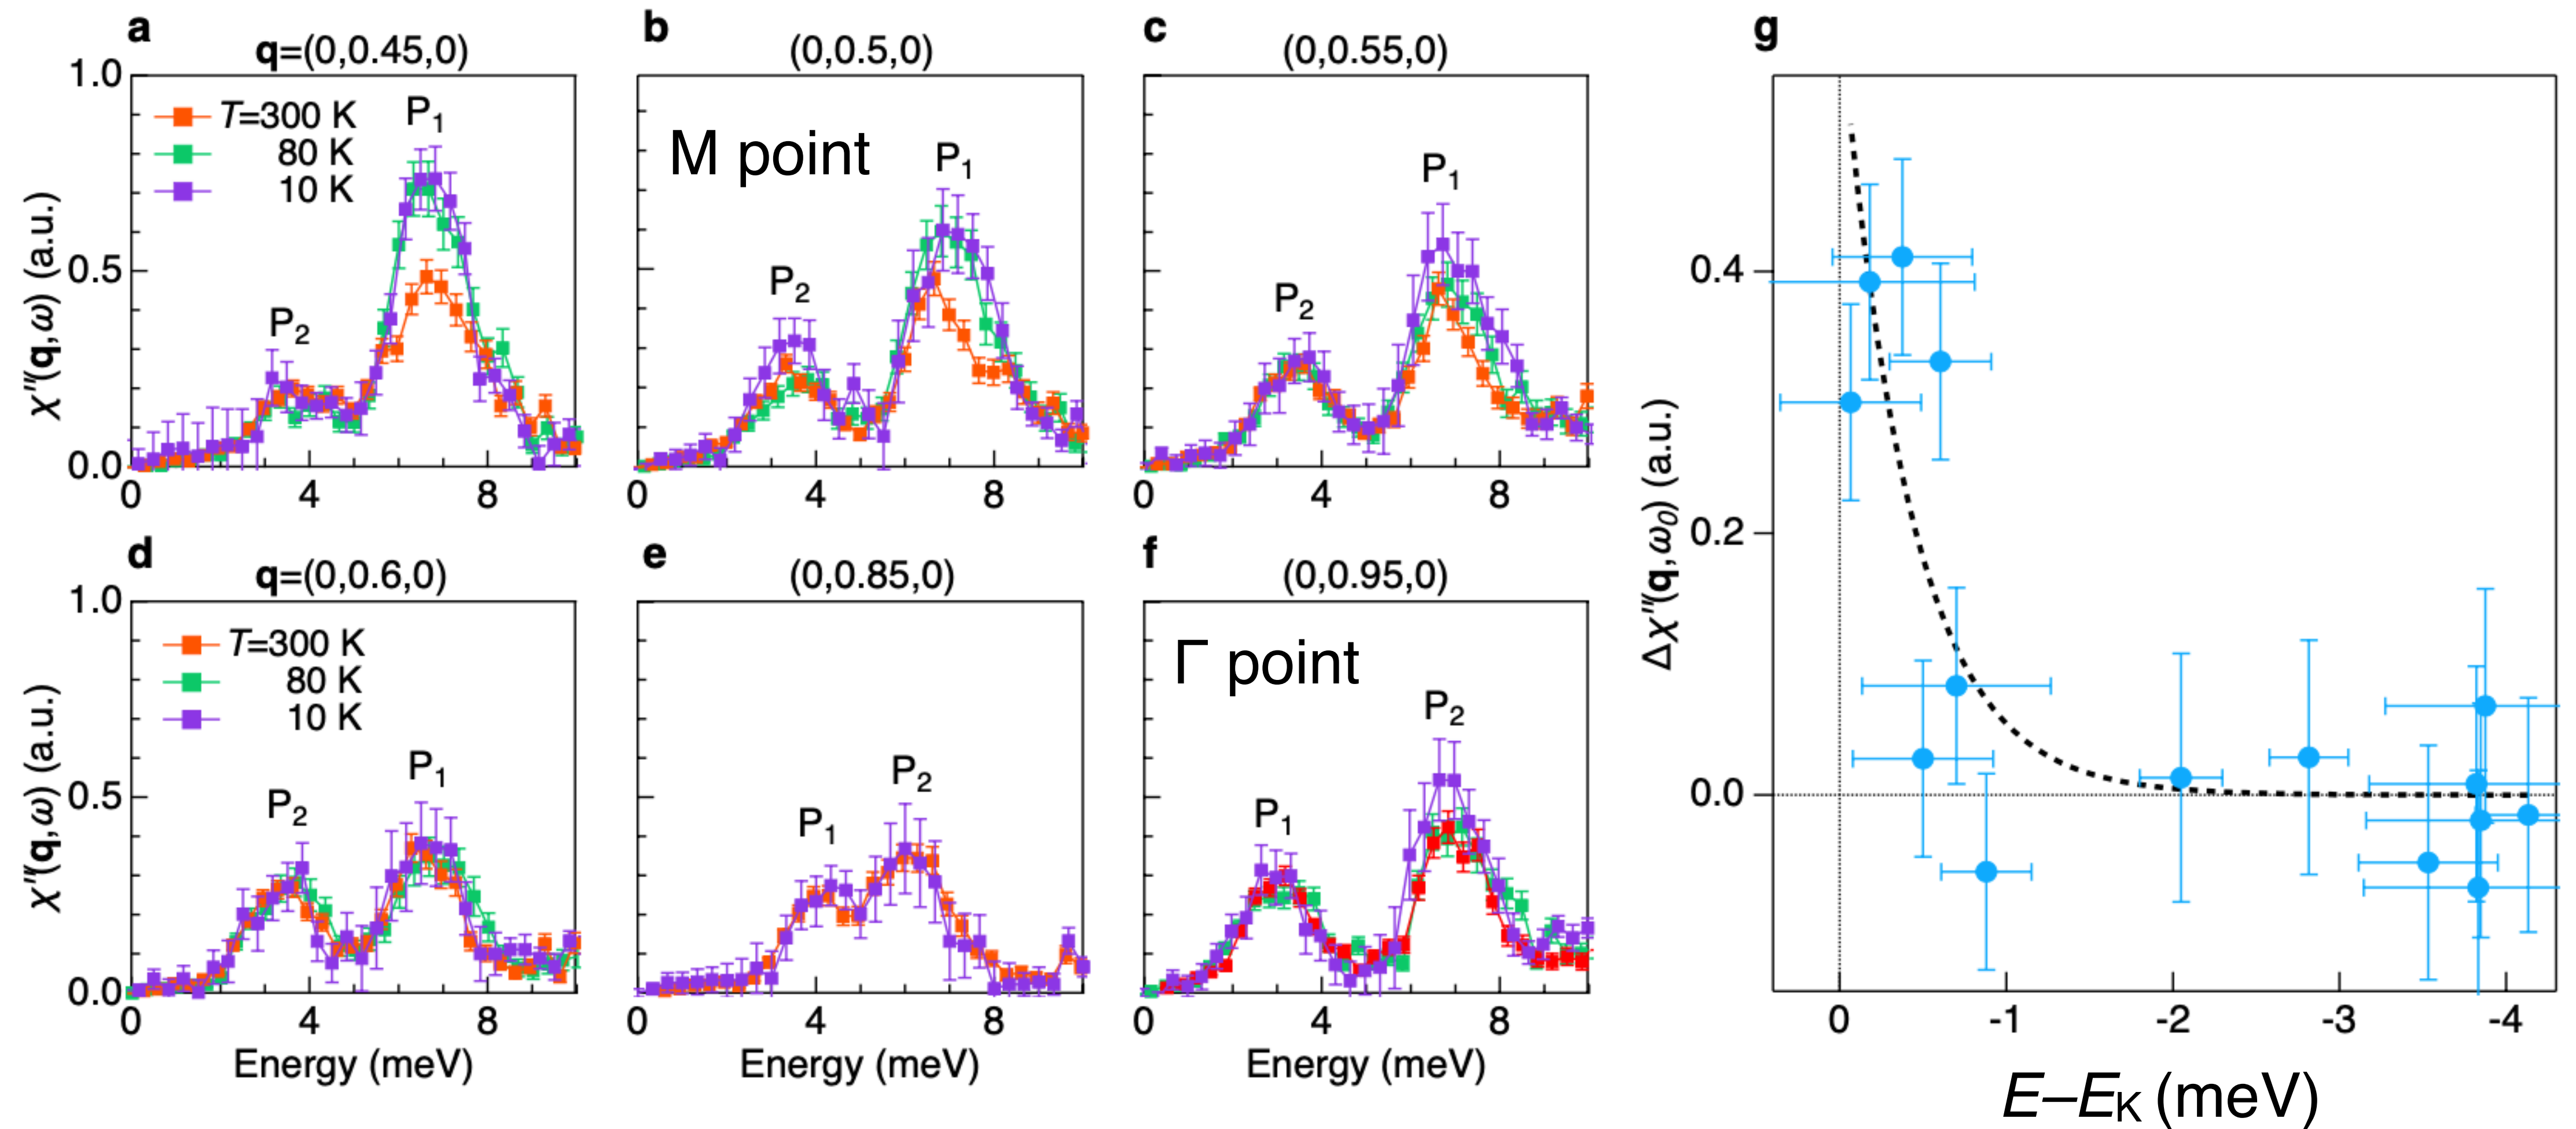 a
q=(0,0.45,0)
1.0
T=300 K
80 K
10 K
P1
P2
0.5
0.0
0 4 8
χ″(q,ω) (a.u.)
b
(0,0.5,0)
M point
P1
P2
0 4 8
c
(0,0.55,0)
P1
P2
0 4 8
d
q=(0,0.6,0)
1.0
T=300 K
80 K
10 K
P1
P2
0.5
0.0
0 4 8
χ″(q,ω) (a.u.)
Energy (meV)
e
(0,0.85,0)
P2
P1
0 4 8
Energy (meV)
f
(0,0.95,0)
Γ point
P2
P1
0 4 8
Energy (meV)
g
0.4
0.2
0.0
Δχ″(q,ω0) (a.u.)
0 -1 -2 -3 -4
E–EK (meV)